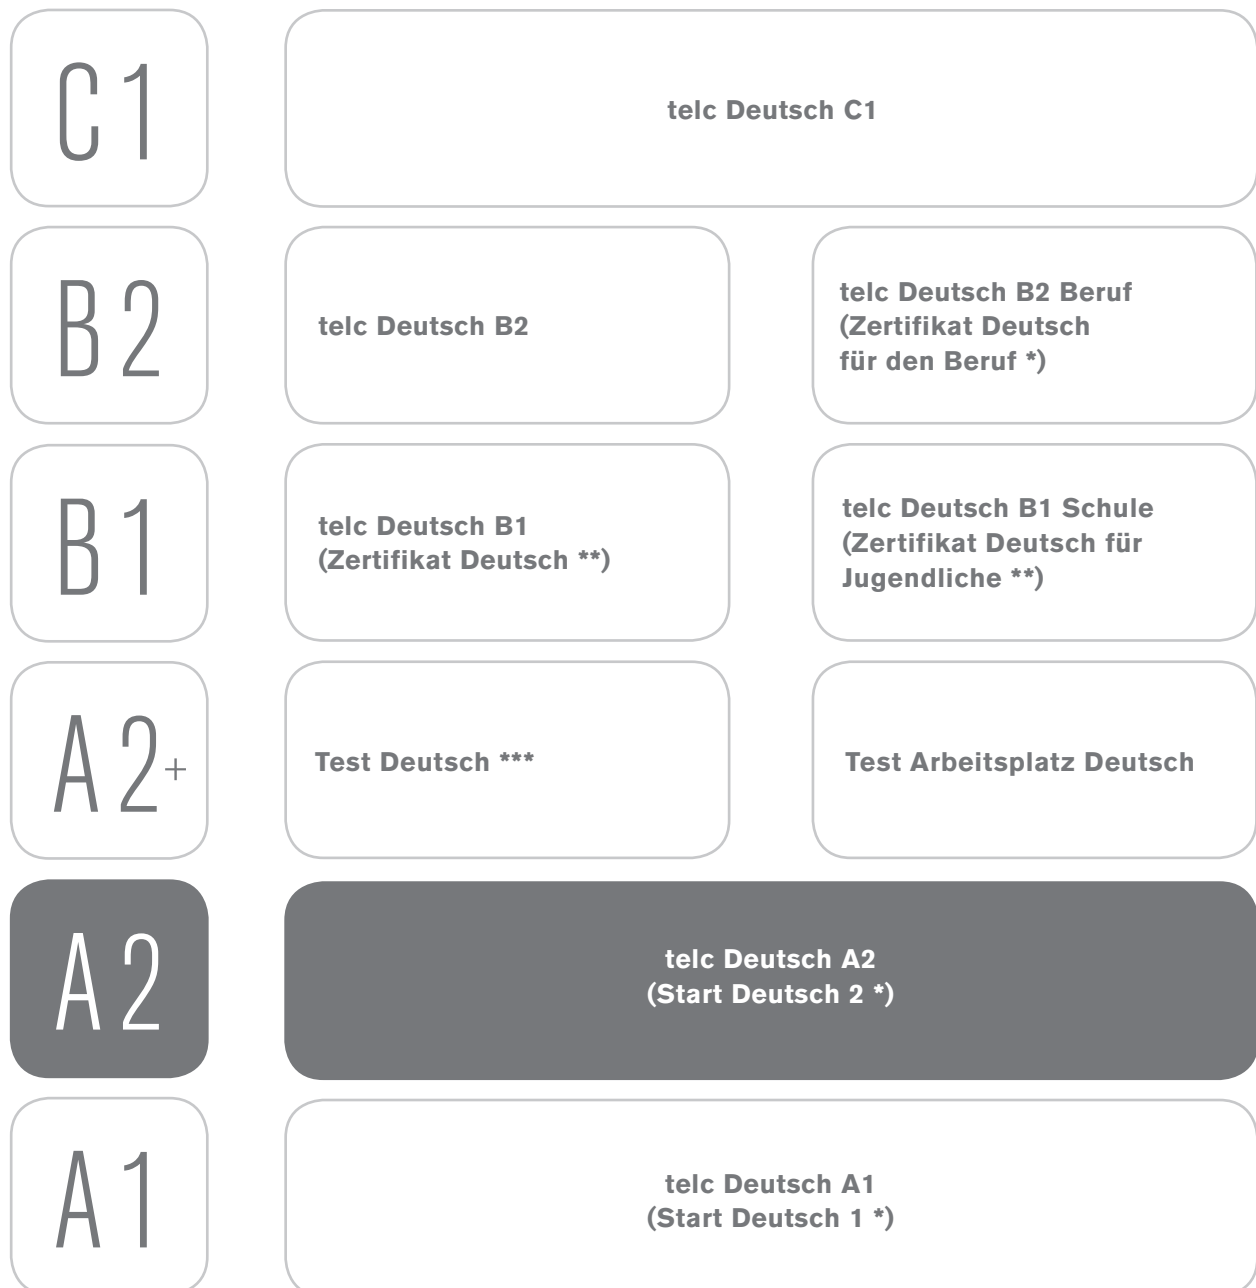 C1
telc Deutsch C1
B2
telc Deutsch B2
telc Deutsch B2 Beruf
(Zertifikat Deutsch
für den Beruf *)
B1
telc Deutsch B1
(Zertifikat Deutsch **)
telc Deutsch B1 Schule
(Zertifikat Deutsch für
Jugendliche **)
A2+
Test Deutsch ***
Test Arbeitsplatz Deutsch
A2
telc Deutsch A2
(Start Deutsch 2 *)
A1
telc Deutsch A1
(Start Deutsch 1 *)